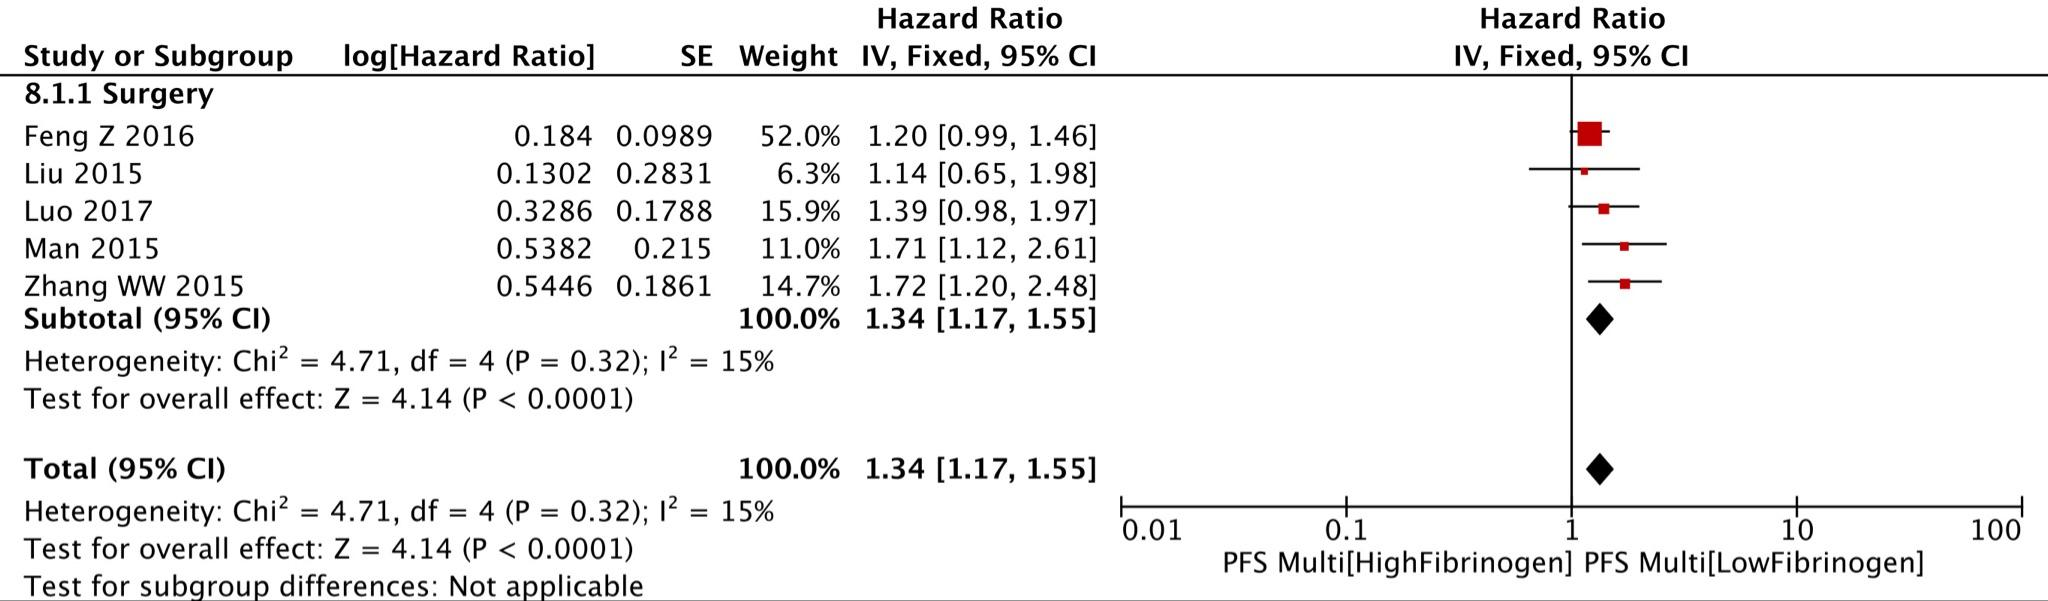 Hazard Ratio Hazard Ratio
Study or Subgroup log[Hazard Ratio] SE Weight IV, Fixed, 95% CI IV, Fixed, 95% CI
8.1.1 Surgery
Feng Z 2016 0.184 0.0989 52.0% 1.20 [0.99, 1.46]
Liu 2015 0.1302 0.2831 6.3% 1.14 [0.65, 1.98]
Luo 2017 0.3286 0.1788 15.9% 1.39 [0.98, 1.97]
Man 2015 0.5382 0.215 11.0% 1.71 [1.12, 2.61]
Zhang WW 2015 0.5446 0.1861 14.7% 1.72 [1.20, 2.48]
Subtotal (95% CI) 100.0% 1.34 [1.17, 1.55]
Heterogeneity: Chi² = 4.71, df = 4 (P = 0.32); I² = 15%
Test for overall effect: Z = 4.14 (P < 0.0001)
Total (95% CI) 100.0% 1.34 [1.17, 1.55]
Heterogeneity: Chi² = 4.71, df = 4 (P = 0.32); I² = 15%
Test for overall effect: Z = 4.14 (P < 0.0001)
Test for subgroup differences: Not applicable
0.01 0.1 1 10 100
PFS Multi[HighFibrinogen] PFS Multi[LowFibrinogen]